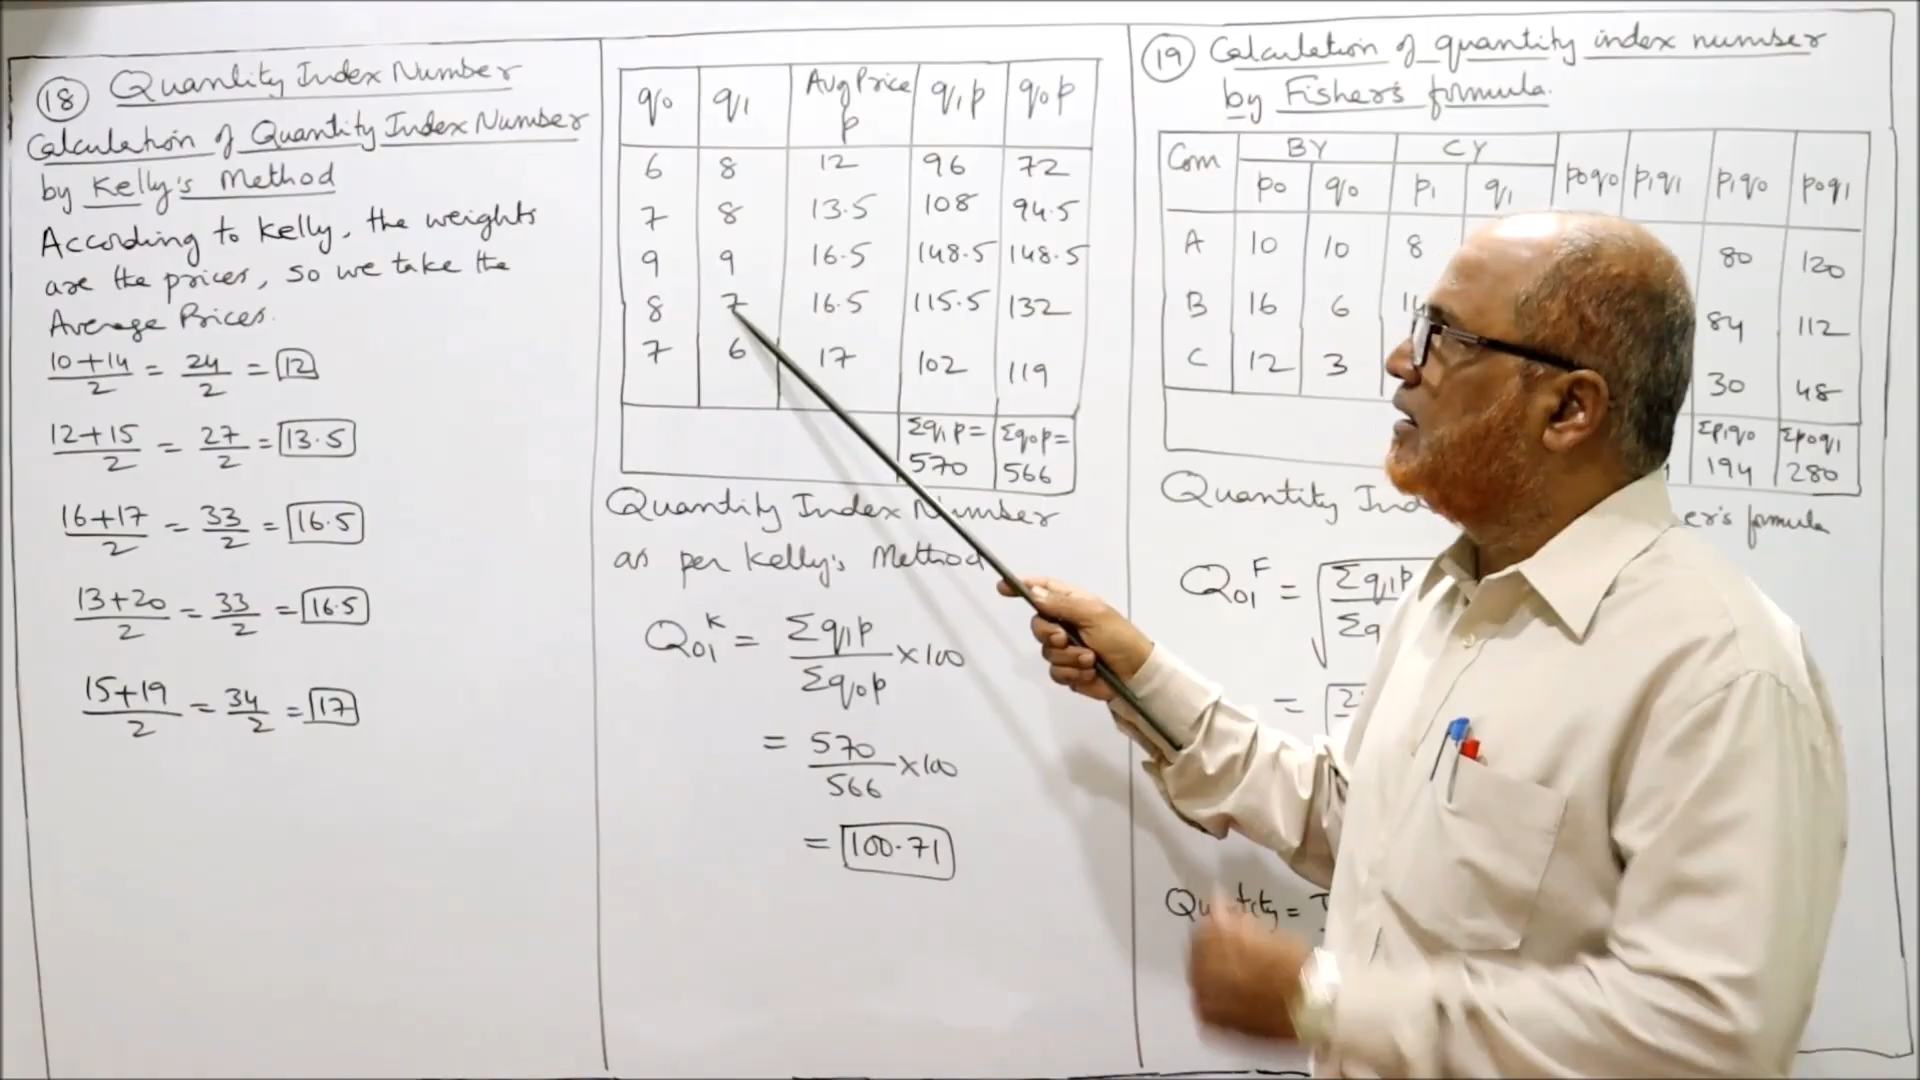 18 Quantity Index Number
Calculation of Quantity Index Number
by Kelly's Method
According to Kelly, the weights
are the prices, so we take the
Average Prices.
10+14/2 = 24/2 = 12
12+15/2 = 27/2 = 13.5
16+17/2 = 33/2 = 16.5
13+20/2 = 33/2 = 16.5
15+19/2 = 34/2 = 17
q0 q1 Avg Price p q1p q0p
6 8 12 96 72
7 8 13.5 108 94.5
9 9 16.5 148.5 148.5
8 7 16.5 115.5 132
7 6 17 102 119
Σq1p = 570 Σq0p = 566
Quantity Index Number
as per Kelly's Method
Q01^K = Σq1p/Σq0p ×100
= 570/566 ×100
= 100.71
19 Calculation of quantity index number
by Fisher's formula.
Com BY CY p0q0 p1q1 p1q0 p0q1
p0 q0 p1 q1
A 10 10 8 80 120
B 16 6 84 112
C 12 3 30 48
Σp1q0 194 Σp0q1 280
Quantity
formula
Q01^F =
=
Quantity =